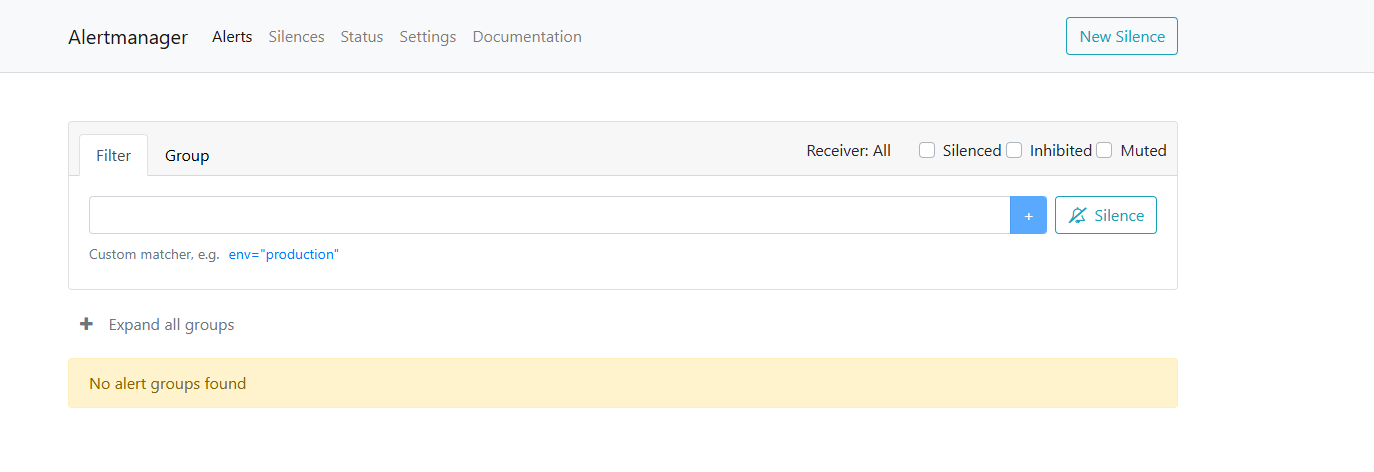 Alertmanager Alerts Silences Status Settings Documentation New Silence
Filter Group Receiver: All Silenced Inhibited Muted
+ Silence
Custom matcher, e.g. env="production"
+ Expand all groups
No alert groups found